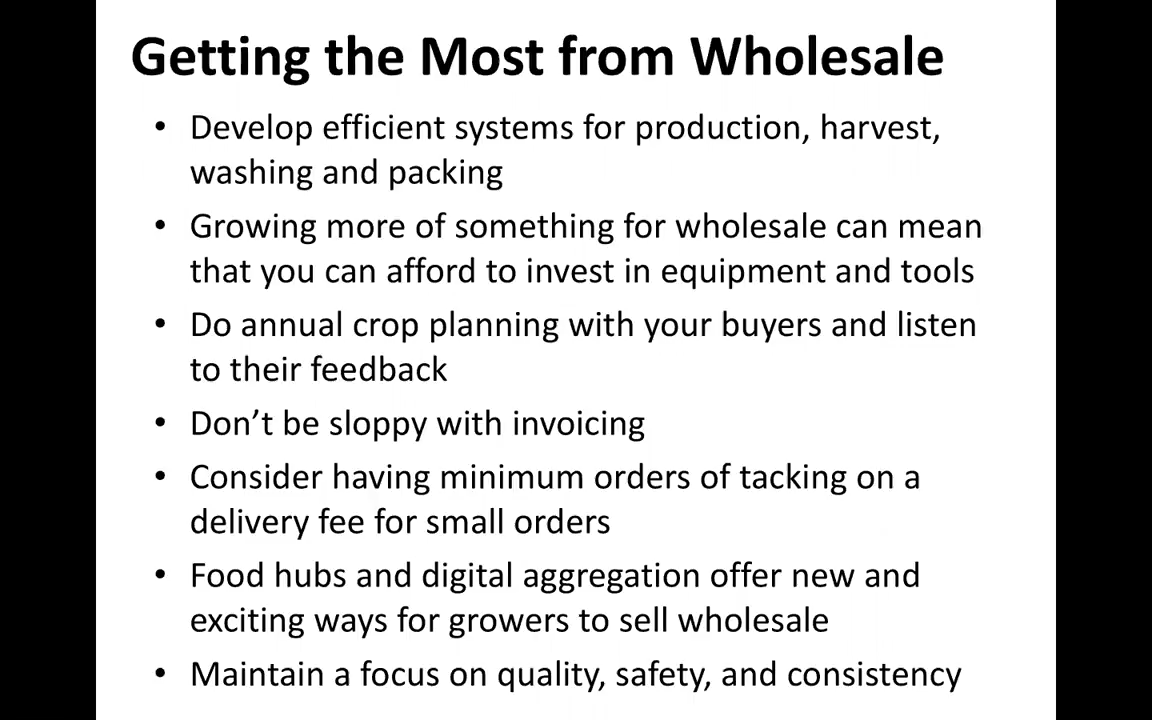 Getting the Most from Wholesale
• Develop efficient systems for production, harvest,
washing and packing
• Growing more of something for wholesale can mean
that you can afford to invest in equipment and tools
• Do annual crop planning with your buyers and listen
to their feedback
• Don’t be sloppy with invoicing
• Consider having minimum orders of tacking on a
delivery fee for small orders
• Food hubs and digital aggregation offer new and
exciting ways for growers to sell wholesale
• Maintain a focus on quality, safety, and consistency